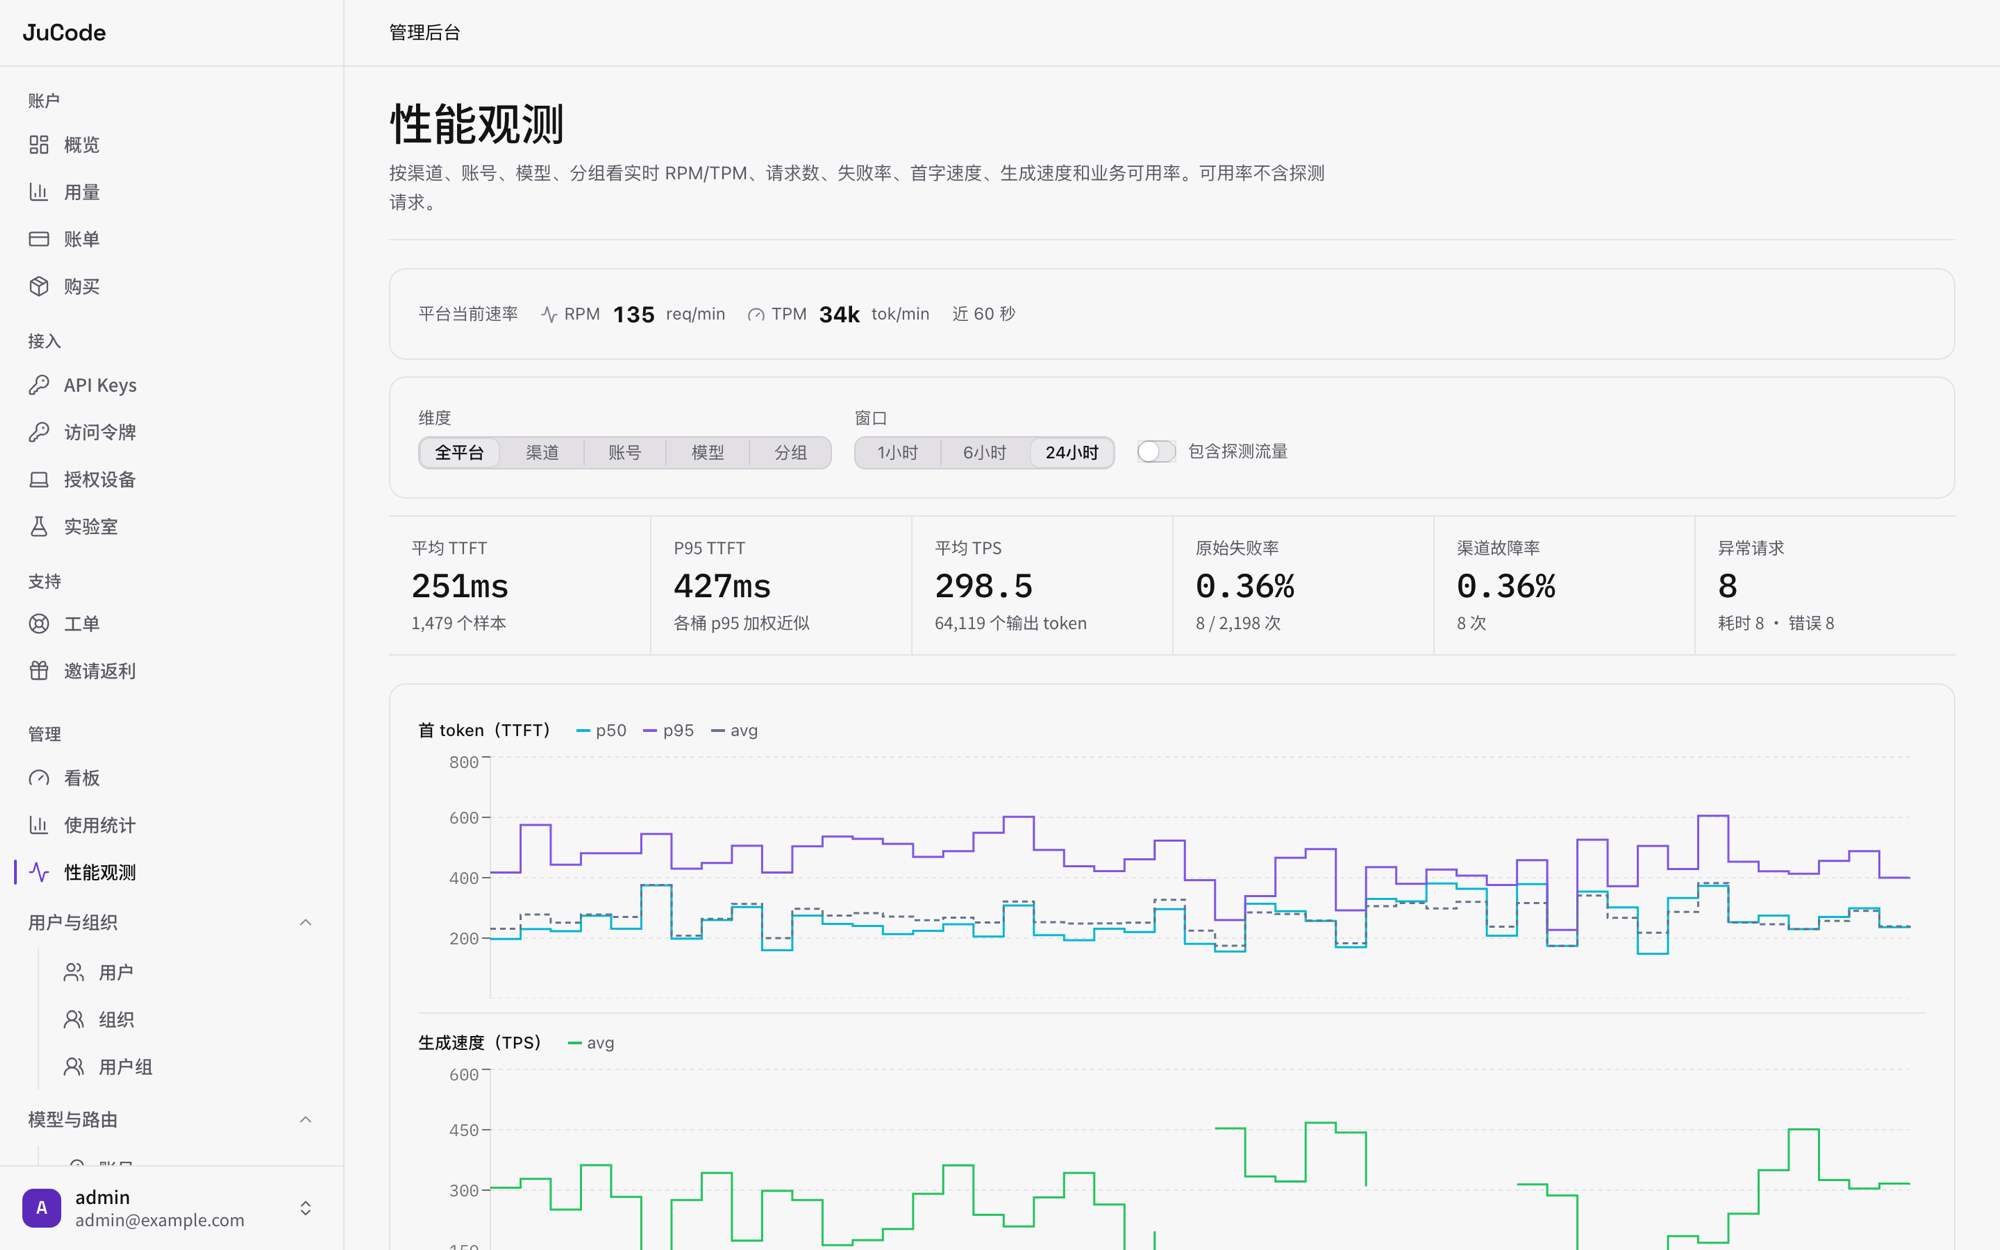 JuCode
管理后台
账户
概览
用量
账单
购买
接入
API Keys
访问令牌
授权设备
实验室
支持
工单
邀请返利
管理
看板
使用统计
性能观测
用户与组织
用户
组织
用户组
模型与路由
账号
A
admin
admin@example.com
性能观测
按渠道、账号、模型、分组看实时 RPM/TPM、请求数、失败率、首字速度、生成速度和业务可用率。可用率不含探测
请求。
平台当前速率 RPM 135 req/min TPM 34k tok/min 近 60 秒
维度
全平台 渠道 账号 模型 分组
窗口
1小时 6小时 24小时
包含探测流量
平均 TTFT
251ms
1,479 个样本
P95 TTFT
427ms
各桶 p95 加权近似
平均 TPS
298.5
64,119 个输出 token
原始失败率
0.36%
8 / 2,198 次
渠道故障率
0.36%
8 次
异常请求
8
耗时 8 · 错误 8
首 token（TTFT） p50 p95 avg
800
600
400
200
生成速度（TPS） avg
600
450
300
150